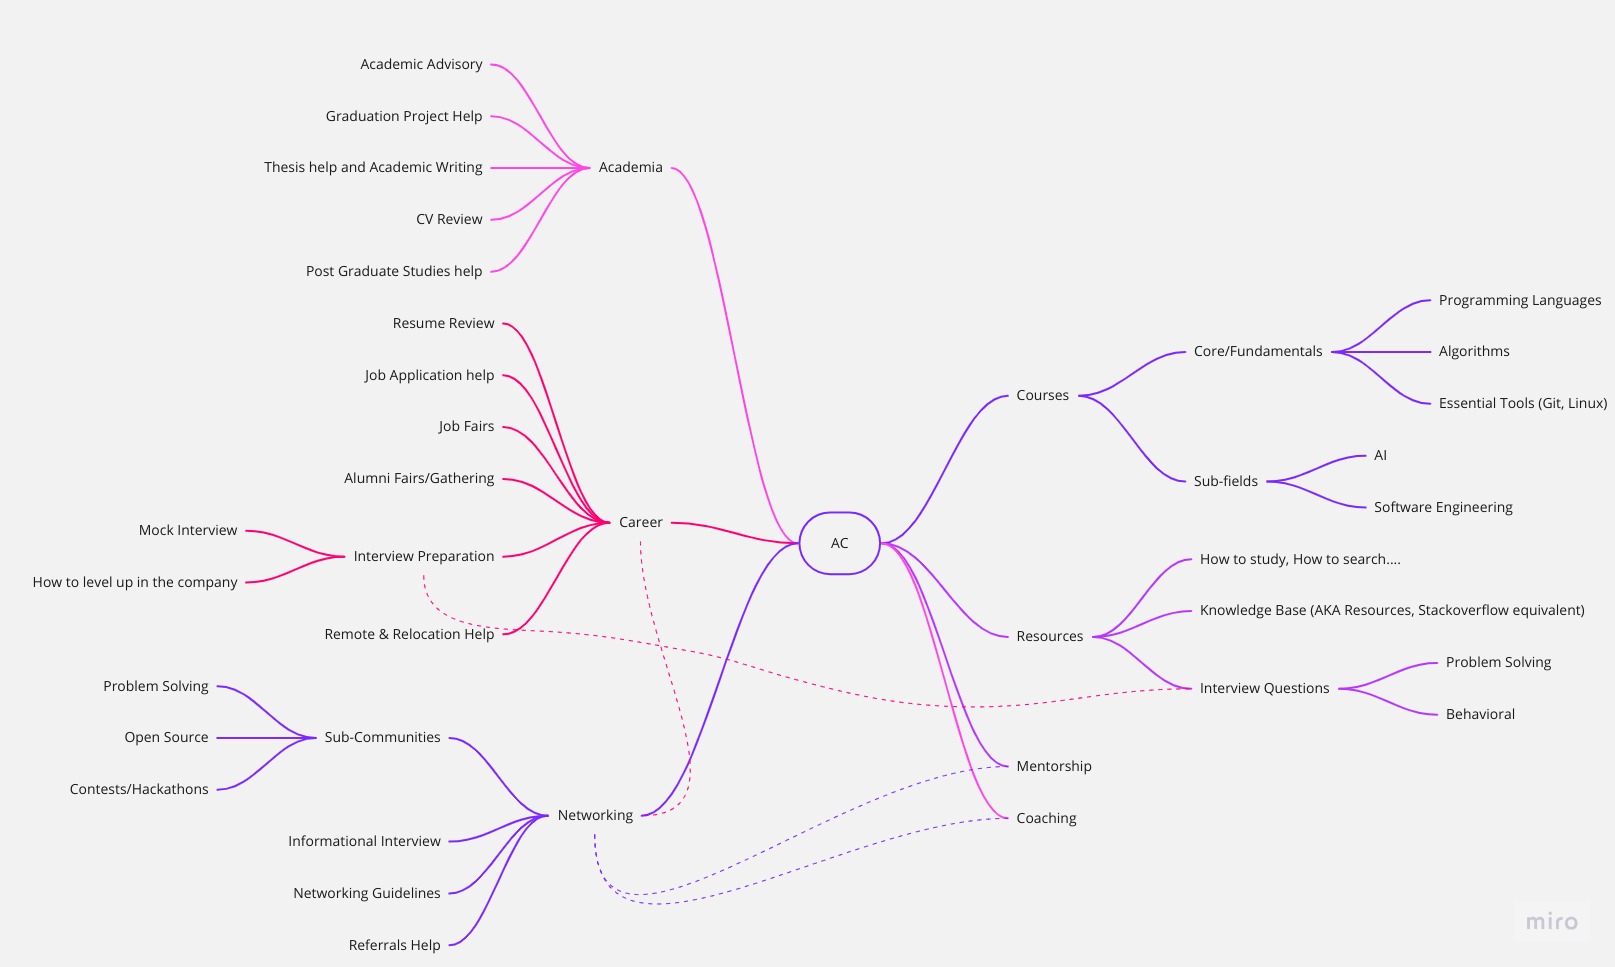 Academic Advisory
Graduation Project Help
Thesis help and Academic Writing
Academia
CV Review
Post Graduate Studies help
Resume Review
Job Application help
Job Fairs
Alumni Fairs/Gathering
Career
Mock Interview
Interview Preparation
How to level up in the company
Remote & Relocation Help
Problem Solving
Open Source
Sub-Communities
Contests/Hackathons
Networking
Informational Interview
Networking Guidelines
Referrals Help
AC
Programming Languages
Core/Fundamentals
Algorithms
Courses
Essential Tools (Git, Linux)
AI
Sub-fields
Software Engineering
How to study, How to search....
Knowledge Base (AKA Resources, Stackoverflow equivalent)
Resources
Problem Solving
Interview Questions
Behavioral
Mentorship
Coaching
miro